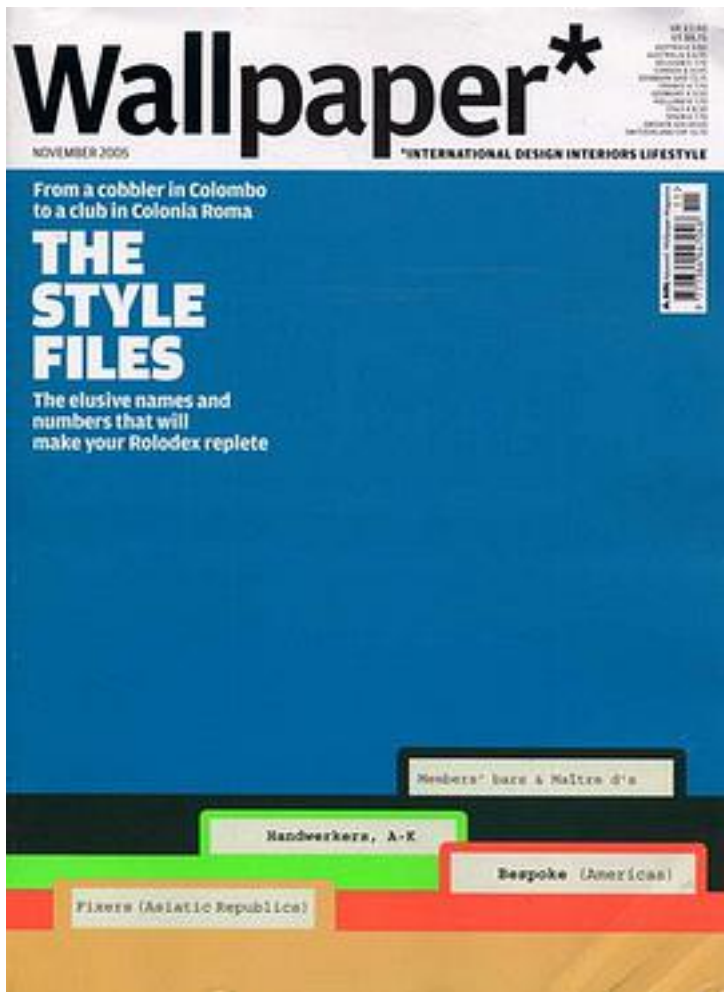 Wallpaper*
NOVEMBER 2005
*INTERNATIONAL DESIGN INTERIORS LIFESTYLE
From a cobbler in Colombo
to a club in Colonia Roma
THE
STYLE
FILES
The elusive names and
numbers that will
make your Rolodex replete
Members' bars & Maître d's
Handwerkers, A-K
Bespoke (Americas)
Fixers (Asiatic Republics)